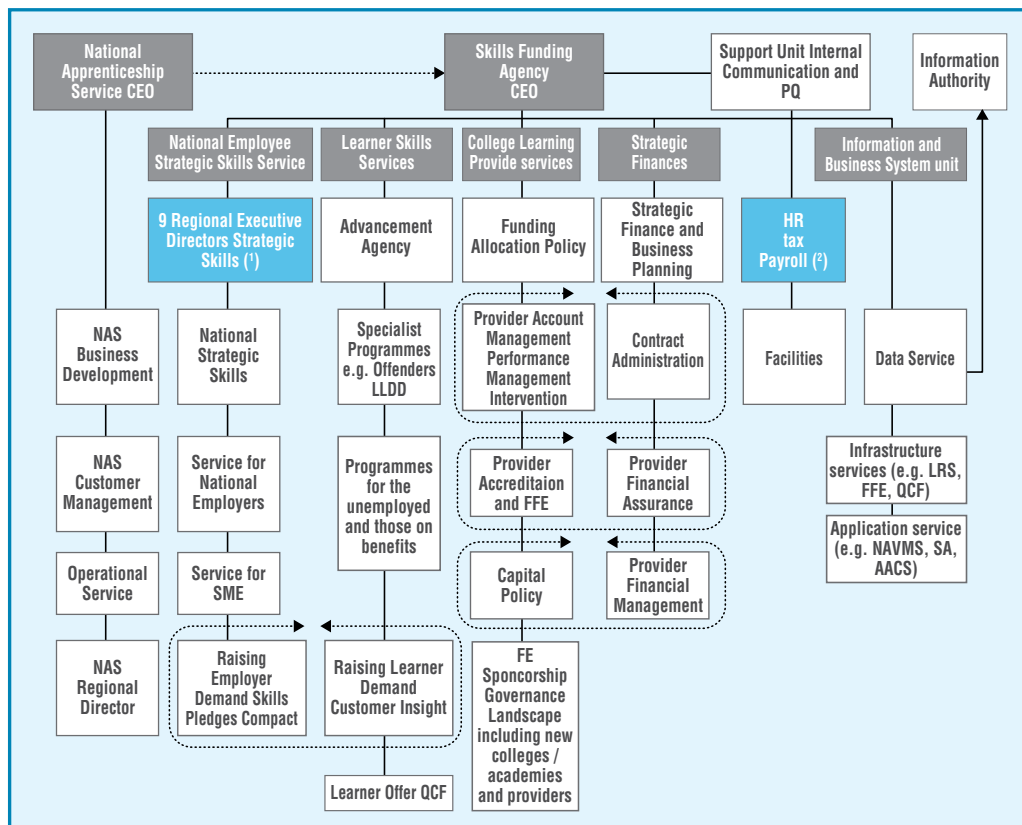 National
Apprenticeship
Service CEO
Skills Funding
Agency
CEO
Support Unit Internal
Communication and
PQ
Information
Authority
National Employee
Strategic Skills Service
Learner Skills
Services
College Learning
Provide services
Strategic
Finances
Information and
Business System unit
9 Regional Executive
Directors Strategic
Skills (¹)
Advancement
Agency
Funding
Allocation Policy
Strategic
Finance and
Business
Planning
HR
tax
Payroll (²)
NAS
Business
Development
National
Strategic
Skills
Specialist
Programmes
e.g. Offenders
LLDD
Provider Account
Management
Performance
Management
Intervention
Contract
Administration
Facilities
Data Service
NAS
Customer
Management
Service for
National
Employers
Programmes
for the
unemployed
and those on
benefits
Provider
Accreditaion
and FFE
Provider
Financial
Assurance
Infrastructure
services (e.g. LRS,
FFE, QCF)
Application service
(e.g. NAVMS, SA,
AACS)
Operational
Service
Service for
SME
Capital
Policy
Provider
Financial
Management
NAS
Regional
Director
Raising
Employer
Demand Skills
Pledges Compact
Raising Learner
Demand
Customer Insight
FE
Sponcorship
Governance
Landscape
including new
colleges /
academies
and providers
Learner Offer QCF